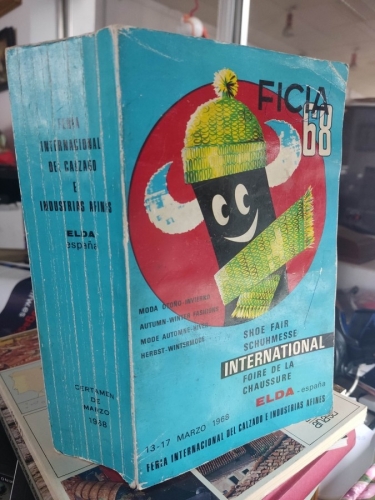 FERIA
INTERNACIONAL
DEL CALZADO
E
INDUSTRIAS AFINES
ELDA
españa
CERTAMEN
DE
MARZO
1968
FICIA
68
MODA OTOÑO-INVIERNO
AUTUMN-WINTER FASHIONS
MODE AUTOMNE-HIVER
HERBST-WINTERMODA
SHOE FAIR
SCHUHMESSE
INTERNATIONAL
FOIRE DE LA
CHAUSSURE
ELDA - españa
13-17 MARZO 1968
FERIA INTERNACIONAL DEL CALZADO E INDUSTRIAS AFINES